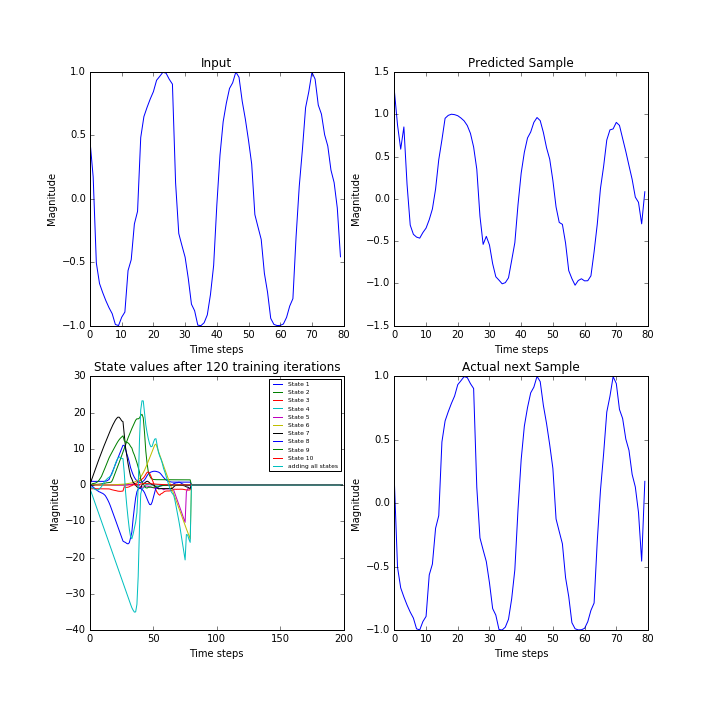 Input
1.0
0.5
0.0
−0.5
−1.0
Magnitude
0 10 20 30 40 50 60 70 80
Time steps
Predicted Sample
1.5
1.0
0.5
0.0
−0.5
−1.0
−1.5
Magnitude
0 10 20 30 40 50 60 70 80
Time steps
State values after 120 training iterations
30
20
10
0
−10
−20
−30
−40
Magnitude
State 1
State 2
State 3
State 4
State 5
State 6
State 7
State 8
State 9
State 10
adding all states
0 50 100 150 200
Time steps
Actual next Sample
1.0
0.5
0.0
−0.5
−1.0
Magnitude
0 10 20 30 40 50 60 70 80
Time steps